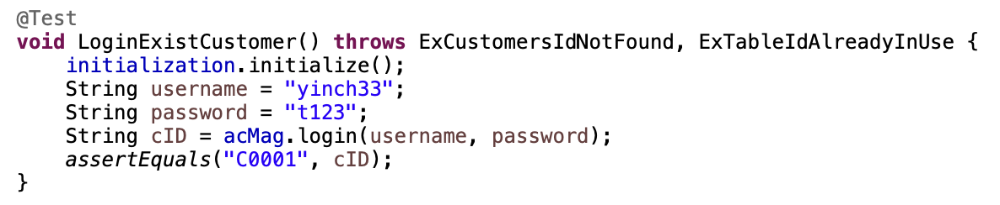 @Test
void LoginExistCustomer() throws ExCustomersIdNotFound, ExTableIdAlreadyInUse {
    initialization.initialize();
    String username = "yinch33";
    String password = "t123";
    String cID = acMag.login(username, password);
    assertEquals("C0001", cID);
}